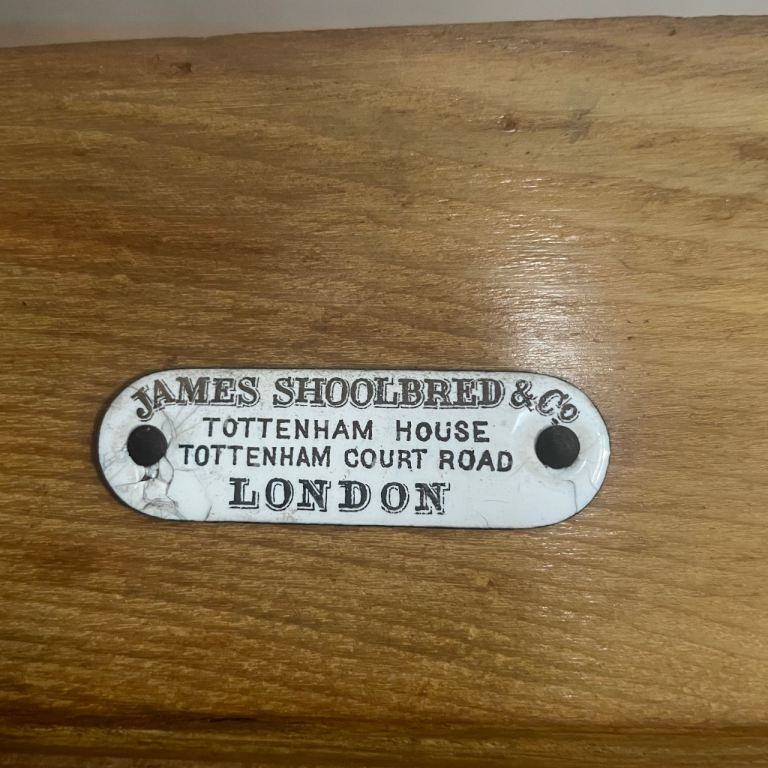 JAMES SHOOLBRED & Co
TOTTENHAM HOUSE
TOTTENHAM COURT ROAD
LONDON